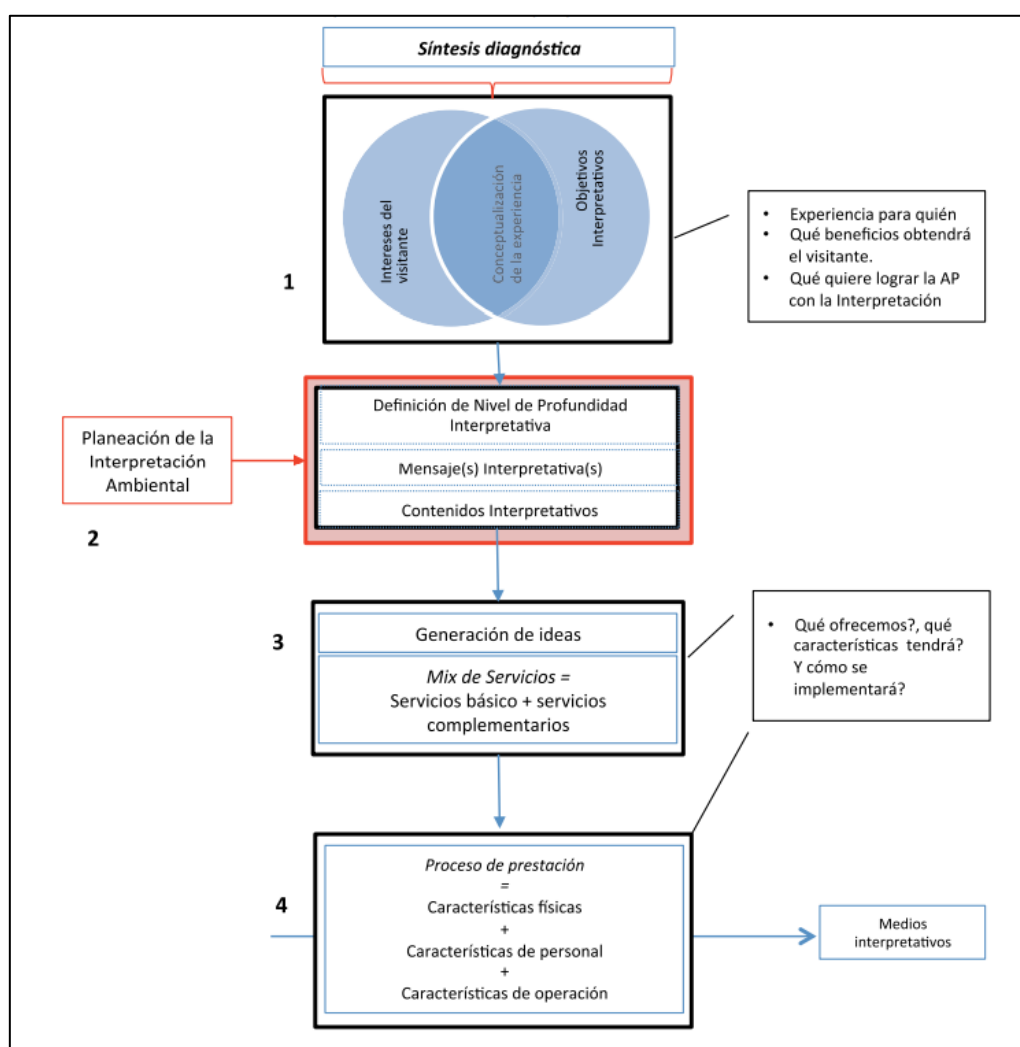 Síntesis diagnóstica
Intereses del
visitante
Conceptualización
de la experiencia
Objetivos
Interpretativos
1
• Experiencia para quién
• Qué beneficios obtendrá
el visitante.
• Qué quiere lograr la AP
con la Interpretación
Planeación de la
Interpretación
Ambiental
2
Definición de Nivel de Profundidad
Interpretativa
Mensaje(s) Interpretativa(s)
Contenidos Interpretativos
3
Generación de ideas
Mix de Servicios =
Servicios básico + servicios
complementarios
• Qué ofrecemos?, qué
características tendrá?
Y cómo se
implementará?
4
Proceso de prestación
=
Características físicas
+
Características de personal
+
Características de operación
Medios
interpretativos